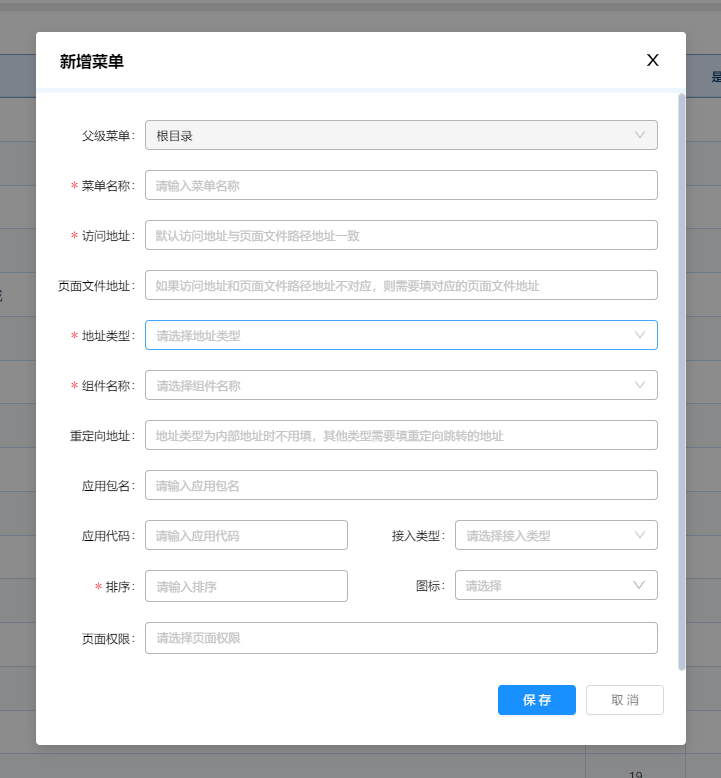 新增菜单 X
是
父级菜单: 根目录
* 菜单名称: 请输入菜单名称
* 访问地址: 默认访问地址与页面文件路径地址一致
页面文件地址: 如果访问地址和页面文件路径地址不对应，则需要填对应的页面文件地址
* 地址类型: 请选择地址类型
* 组件名称: 请选择组件名称
重定向地址: 地址类型为内部地址时不用填，其他类型需要填重定向跳转的地址
应用包名: 请输入应用包名
应用代码: 请输入应用代码 接入类型: 请选择接入类型
* 排序: 请输入排序 图标: 请选择
页面权限: 请选择页面权限
保存 取消
19